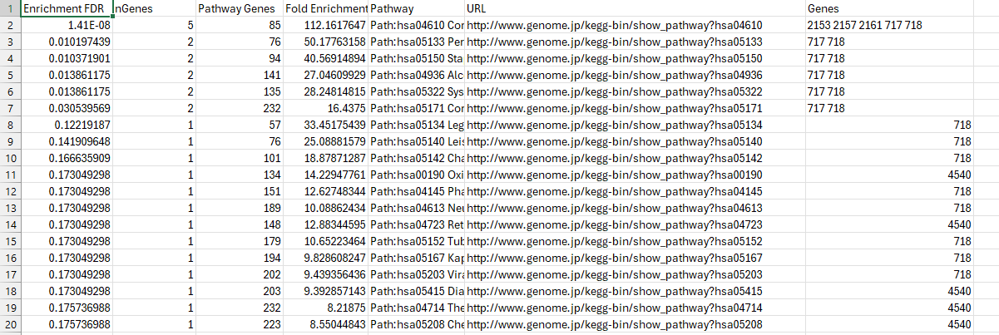 1 Enrichment FDR nGenes Pathway Genes Fold Enrichment Pathway URL Genes
2 1.41E-08 5 85 112.1617647 Path:hsa04610 Cor http://www.genome.jp/kegg-bin/show_pathway?hsa04610 2153 2157 2161 717 718
3 0.010197439 2 76 50.17763158 Path:hsa05133 Per http://www.genome.jp/kegg-bin/show_pathway?hsa05133 717 718
4 0.010371901 2 94 40.56914894 Path:hsa05150 Sta http://www.genome.jp/kegg-bin/show_pathway?hsa05150 717 718
5 0.013861175 2 141 27.04609929 Path:hsa04936 Alc http://www.genome.jp/kegg-bin/show_pathway?hsa04936 717 718
6 0.013861175 2 135 28.24814815 Path:hsa05322 Sys http://www.genome.jp/kegg-bin/show_pathway?hsa05322 717 718
7 0.030539569 2 232 16.4375 Path:hsa05171 Cor http://www.genome.jp/kegg-bin/show_pathway?hsa05171 717 718
8 0.12219187 1 57 33.45175439 Path:hsa05134 Leg http://www.genome.jp/kegg-bin/show_pathway?hsa05134 718
9 0.141909648 1 76 25.08881579 Path:hsa05140 Leis http://www.genome.jp/kegg-bin/show_pathway?hsa05140 718
10 0.166635909 1 101 18.87871287 Path:hsa05142 Cha http://www.genome.jp/kegg-bin/show_pathway?hsa05142 718
11 0.173049298 1 134 14.22947761 Path:hsa00190 Oxi http://www.genome.jp/kegg-bin/show_pathway?hsa00190 4540
12 0.173049298 1 151 12.62748344 Path:hsa04145 Pha http://www.genome.jp/kegg-bin/show_pathway?hsa04145 718
13 0.173049298 1 189 10.08862434 Path:hsa04613 Neu http://www.genome.jp/kegg-bin/show_pathway?hsa04613 718
14 0.173049298 1 148 12.88344595 Path:hsa04723 Ret http://www.genome.jp/kegg-bin/show_pathway?hsa04723 4540
15 0.173049298 1 179 10.65223464 Path:hsa05152 Tub http://www.genome.jp/kegg-bin/show_pathway?hsa05152 718
16 0.173049298 1 194 9.828608247 Path:hsa05167 Kap http://www.genome.jp/kegg-bin/show_pathway?hsa05167 718
17 0.173049298 1 202 9.439356436 Path:hsa05203 Vira http://www.genome.jp/kegg-bin/show_pathway?hsa05203 718
18 0.173049298 1 203 9.392857143 Path:hsa05415 Dia http://www.genome.jp/kegg-bin/show_pathway?hsa05415 4540
19 0.175736988 1 232 8.21875 Path:hsa04714 The http://www.genome.jp/kegg-bin/show_pathway?hsa04714 4540
20 0.175736988 1 223 8.55044843 Path:hsa05208 Che http://www.genome.jp/kegg-bin/show_pathway?hsa05208 4540